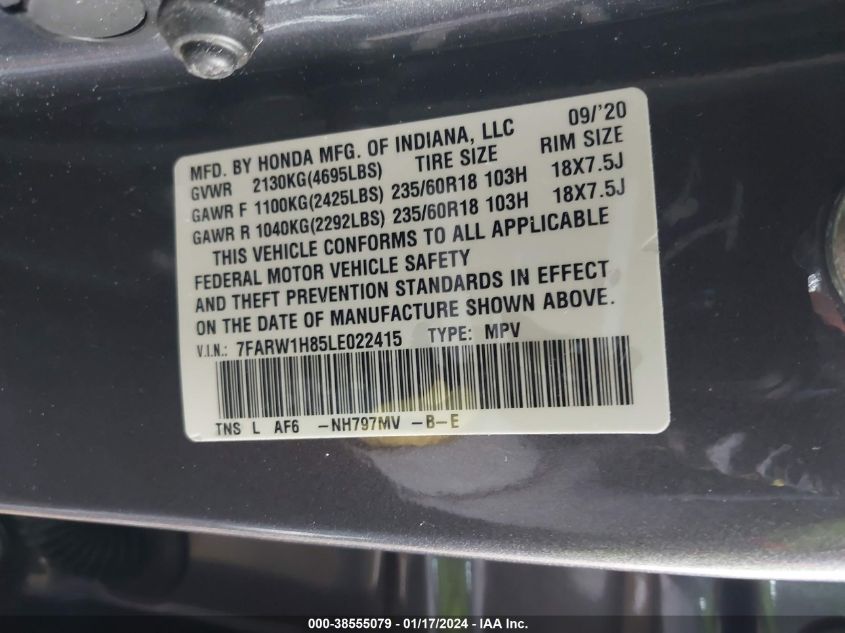 09/'20
MFD. BY HONDA MFG. OF INDIANA, LLC
GVWR 2130KG(4695LBS) TIRE SIZE RIM SIZE
GAWR F 1100KG(2425LBS) 235/60R18 103H 18X7.5J
GAWR R 1040KG(2292LBS) 235/60R18 103H 18X7.5J
THIS VEHICLE CONFORMS TO ALL APPLICABLE
FEDERAL MOTOR VEHICLE SAFETY
AND THEFT PREVENTION STANDARDS IN EFFECT
ON THE DATE OF MANUFACTURE SHOWN ABOVE.
V.I.N.: 7FARW1H85LE022415 TYPE: MPV
TNS L AF6 -NH797MV -B-E
000-38555079 - 01/17/2024 - IAA Inc.